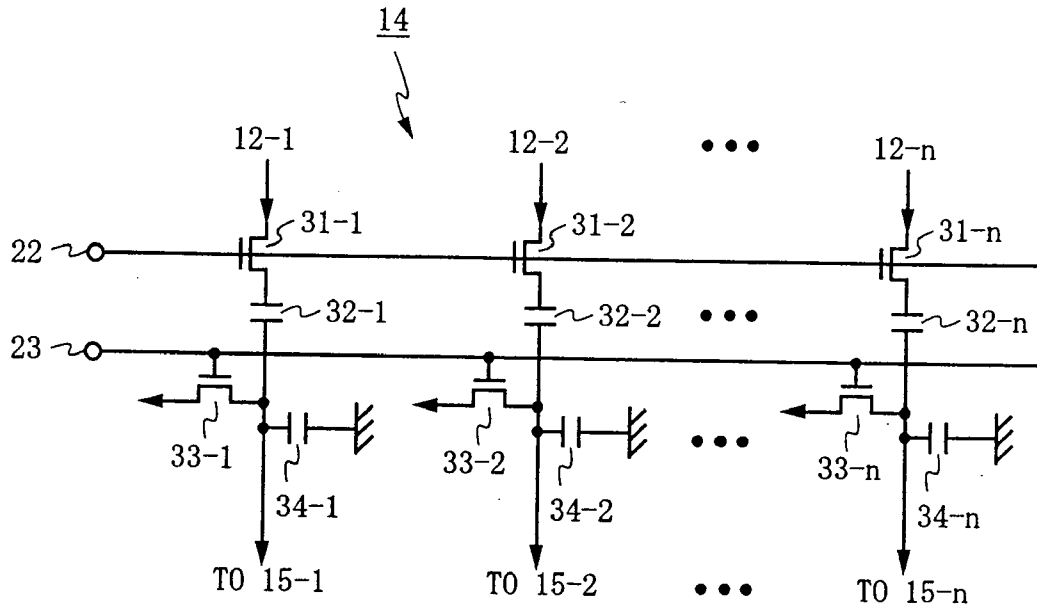 14
12-1 12-2 ••• 12-n
31-1 31-2 31-n
22
32-1 32-2 ••• 32-n
23
33-1 33-2 ••• 33-n
34-1 34-2 34-n
TO 15-1 TO 15-2 ••• TO 15-n